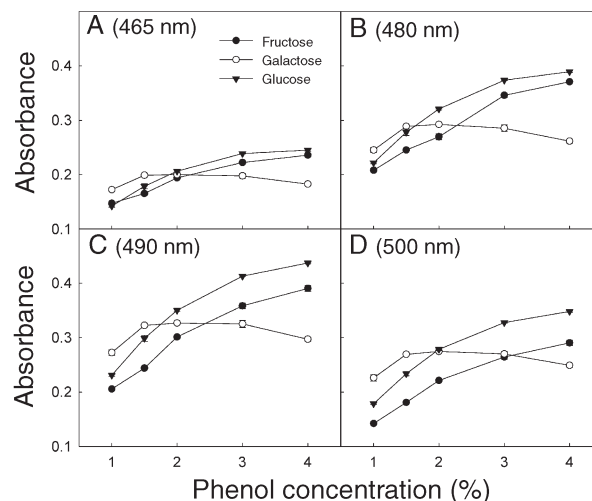 A (465 nm)
Fructose
Galactose
Glucose
B (480 nm)
Absorbance
0.4
0.3
0.2
0.1
C (490 nm)
D (500 nm)
Absorbance
0.4
0.3
0.2
0.1
1 2 3 4
1 2 3 4
Phenol concentration (%)